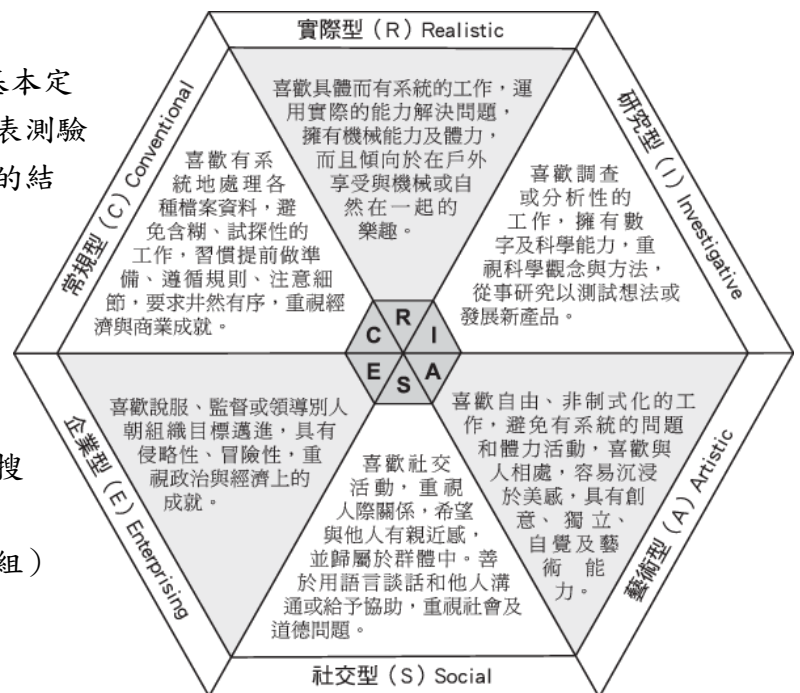 基本定
表測驗
的結
搜
組）
實際型（R）Realistic
喜歡具體而有系統的工作，運
用實際的能力解決問題，
擁有機械能力及體力，
而且傾向於在戶外
享受與機械或自
然在一起的
樂趣。
研究型（I）Investigative
喜歡調查
或分析性的
工作，擁有數
字及科學能力，重
視科學觀念與方法，
從事研究以測試想法或
發展新產品。
藝術型（A）Artistic
喜歡自由、非制式化的工
作，避免有系統的問題
和體力活動，喜歡與
人相處，容易沉浸
於美感，具有創
意、獨立、
自覺及藝
術能
力。
社交型（S）Social
喜歡社交
活動，重視
人際關係，希望
與他人有親近感，
並歸屬於群體中。善
於用語言談話和他人溝
通或給予協助，重視社會及
道德問題。
企業型（E）Enterprising
喜歡說服、監督或領導別人
朝組織目標邁進，具有
侵略性、冒險性，重
視政治與經濟上的
成就。
常規型（C）Conventional
喜歡有系
統地處理各
種檔案資料，避
免含糊、試探性的
工作，習慣提前做準
備、遵循規則、注意細
節，要求井然有序，重視經
濟與商業成就。
R
C I
E A
S